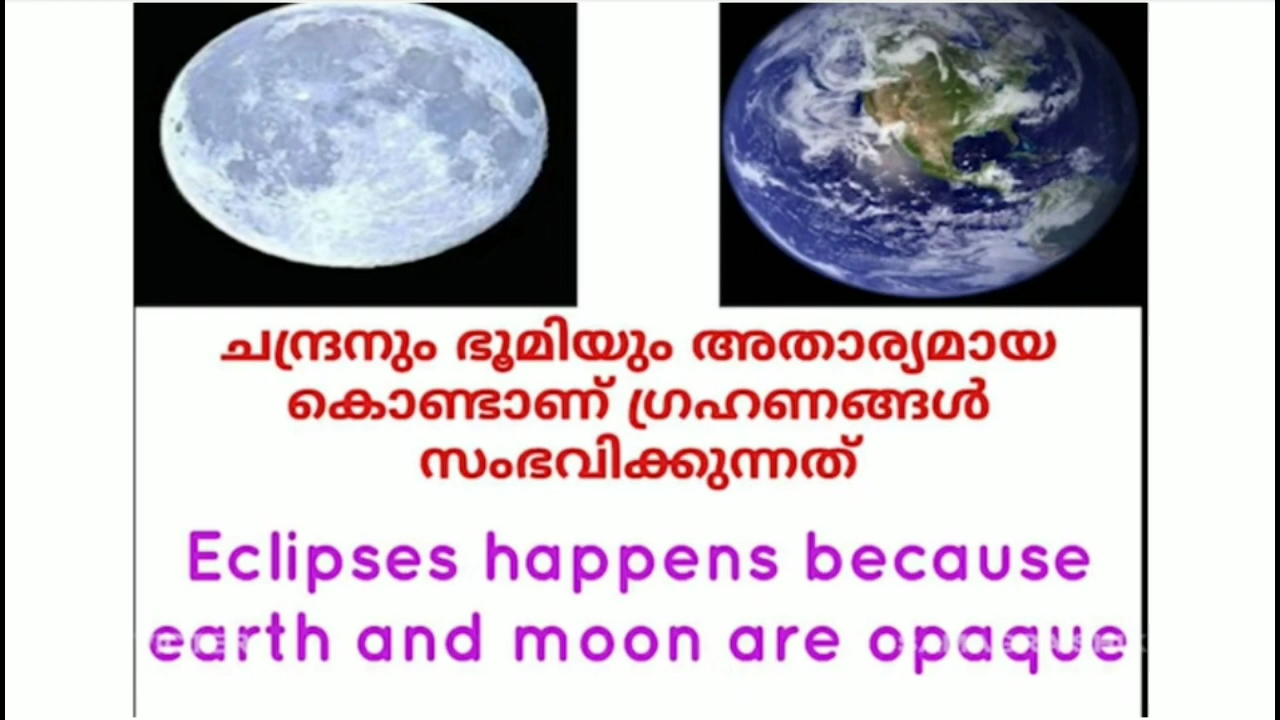 ചന്ദ്രനും ഭൂമിയും അതാര്യമായ
കൊണ്ടാണ് ഗ്രഹണങ്ങൾ
സംഭവിക്കുന്നത്
Eclipses happens because
earth and moon are opaque